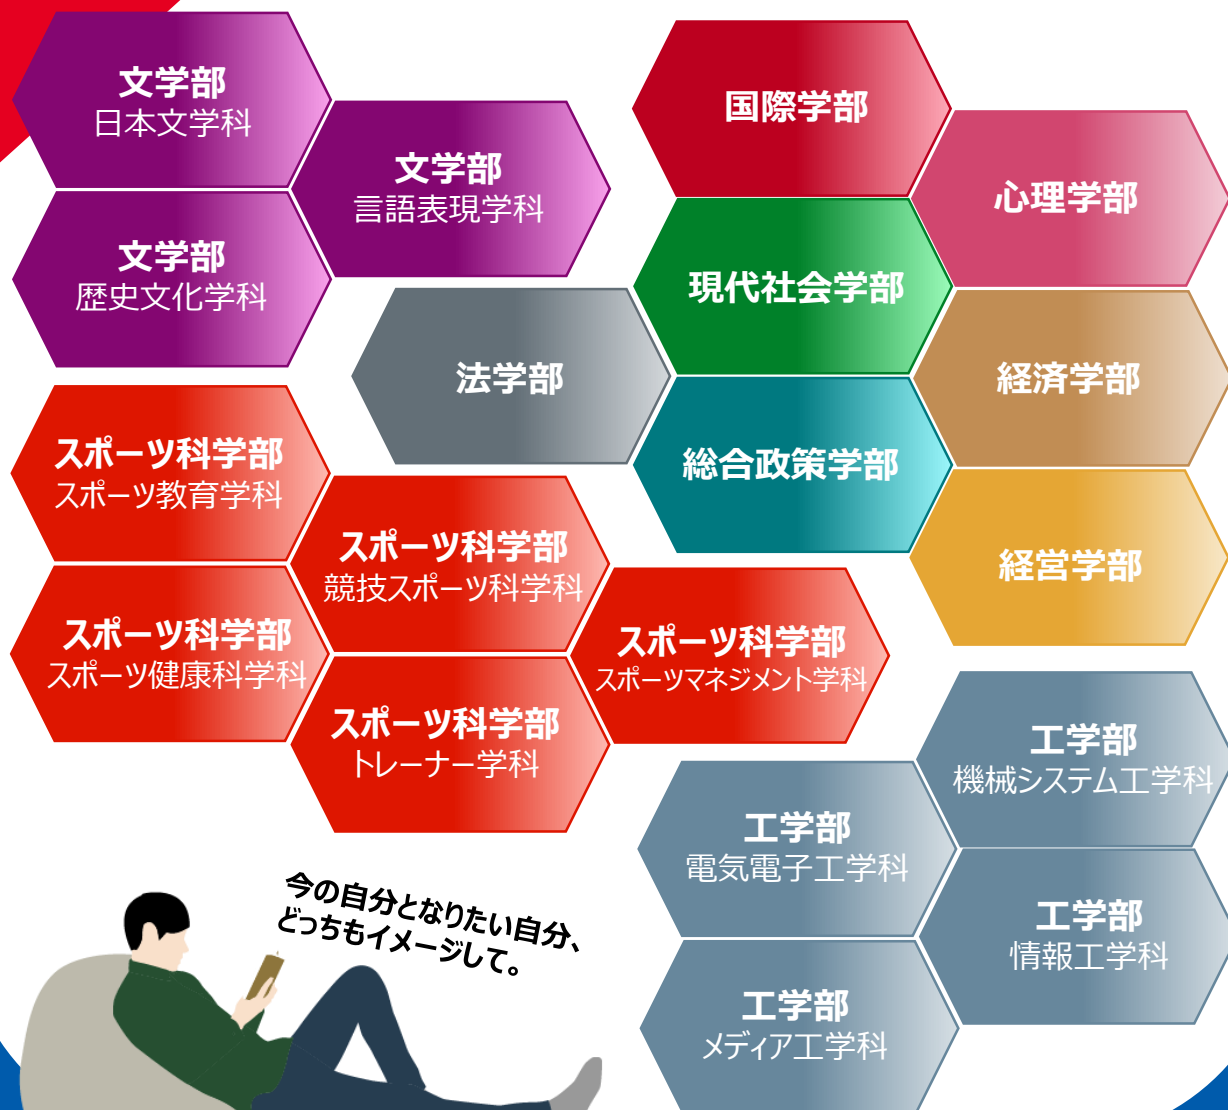 文学部
日本文学科
文学部
言語表現学科
文学部
歴史文化学科
国際学部
心理学部
現代社会学部
法学部
経済学部
総合政策学部
経営学部
スポーツ科学部
スポーツ教育学科
スポーツ科学部
競技スポーツ科学科
スポーツ科学部
スポーツ健康科学科
スポーツ科学部
スポーツマネジメント学科
スポーツ科学部
トレーナー学科
工学部
機械システム工学科
工学部
電気電子工学科
工学部
情報工学科
工学部
メディア工学科
今の自分となりたい自分、
どっちもイメージして。